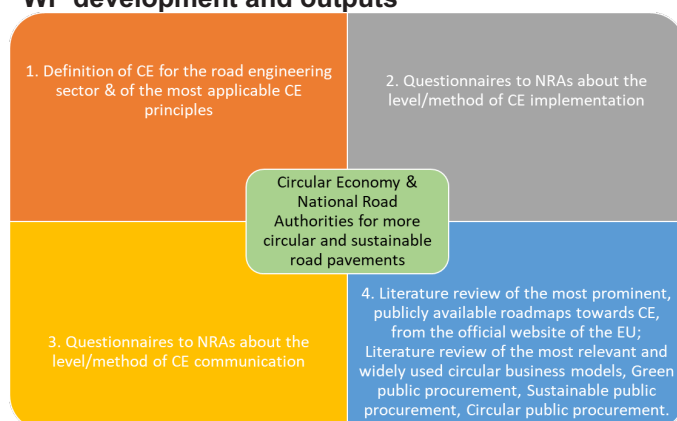 WP development and outputs
1. Definition of CE for the road engineering
sector & of the most applicable CE
principles
2. Questionnaires to NRAs about the
level/method of CE implementation
Circular Economy &
National Road
Authorities for more
circular and sustainable
road pavements
3. Questionnaires to NRAs about the
level/method of CE communication
4. Literature review of the most prominent,
publicly available roadmaps towards CE,
from the official website of the EU;
Literature review of the most relevant and
widely used circular business models, Green
public procurement, Sustainable public
procurement, Circular public procurement.